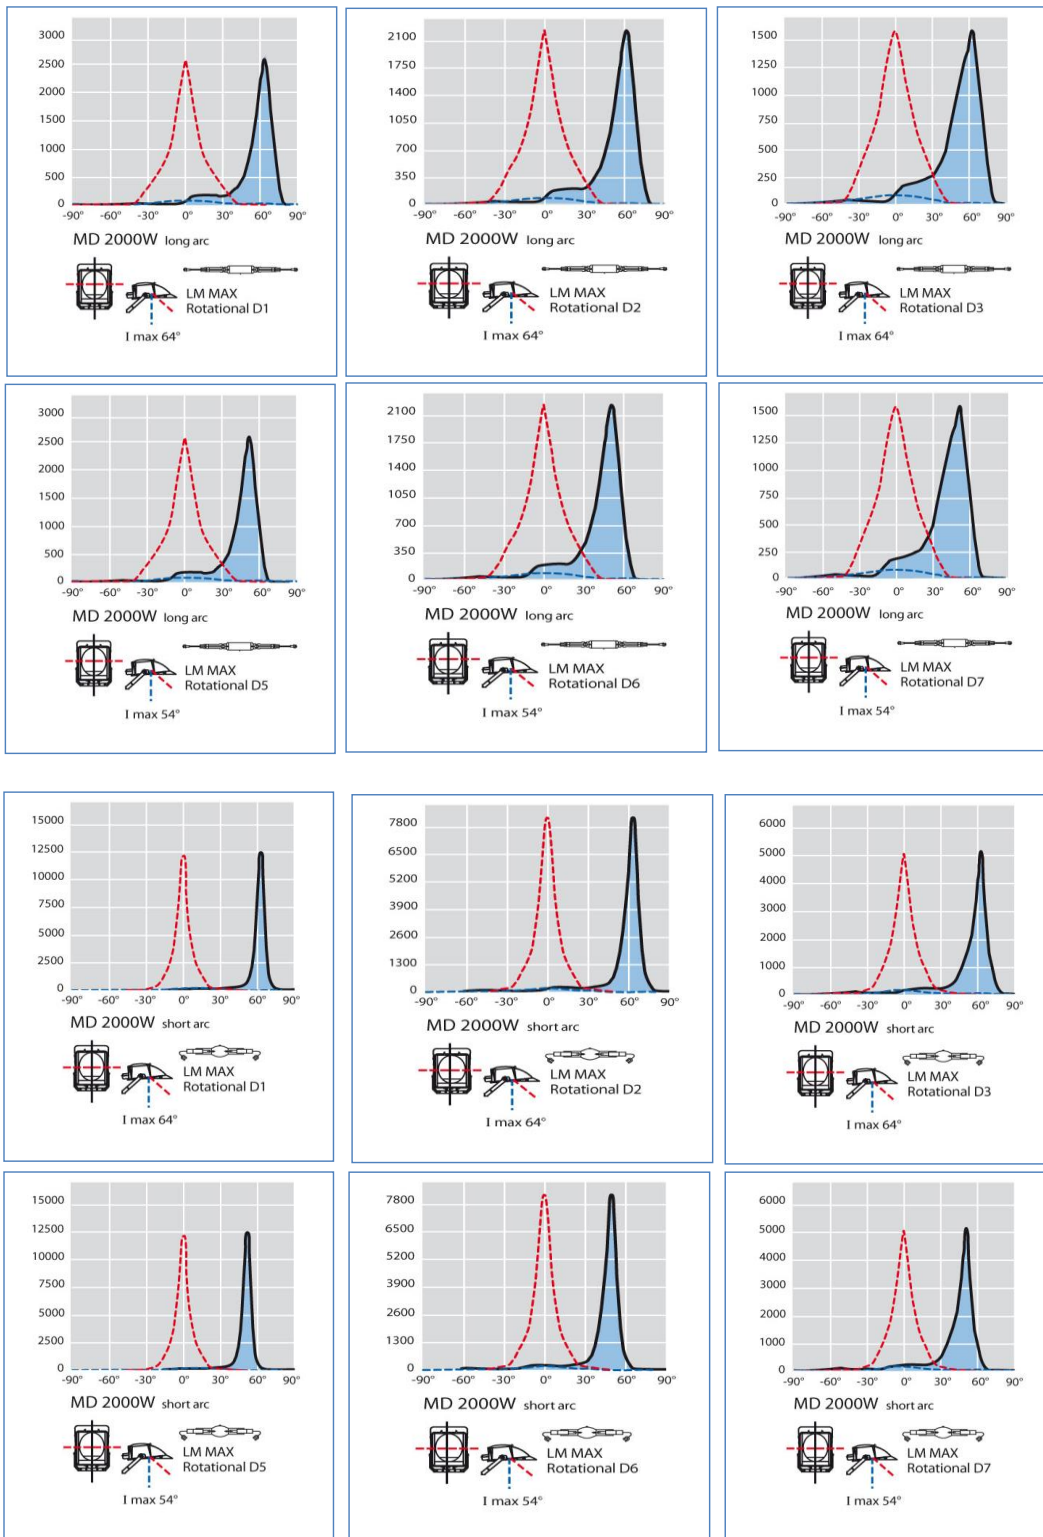 3000
2500
2000
1500
1000
500
0
-90° -60° -30° 0° 30° 60° 90°
MD 2000W long arc
LM MAX
Rotational D1
I max 64°
2100
1750
1400
1050
700
350
0
-90° -60° -30° 0° 30° 60° 90°
MD 2000W long arc
LM MAX
Rotational D2
I max 64°
1500
1250
1000
750
500
250
0
-90° -60° -30° 0° 30° 60° 90°
MD 2000W long arc
LM MAX
Rotational D3
I max 64°
3000
2500
2000
1500
1000
500
0
-90° -60° -30° 0° 30° 60° 90°
MD 2000W long arc
LM MAX
Rotational D5
I max 54°
2100
1750
1400
1050
700
350
0
-90° -60° -30° 0° 30° 60° 90°
MD 2000W long arc
LM MAX
Rotational D6
I max 54°
1500
1250
1000
750
500
250
0
-90° -60° -30° 0° 30° 60° 90°
MD 2000W long arc
LM MAX
Rotational D7
I max 54°
15000
12500
10000
7500
5000
2500
0
-90° -60° -30° 0° 30° 60° 90°
MD 2000W short arc
LM MAX
Rotational D1
I max 64°
7800
6500
5200
3900
2600
1300
0
-90° -60° -30° 0° 30° 60° 90°
MD 2000W short arc
LM MAX
Rotational D2
I max 64°
6000
5000
4000
3000
2000
1000
0
-90° -60° -30° 0° 30° 60° 90°
MD 2000W short arc
LM MAX
Rotational D3
I max 64°
15000
12500
10000
7500
5000
2500
0
-90° -60° -30° 0° 30° 60° 90°
MD 2000W short arc
LM MAX
Rotational D5
I max 54°
7800
6500
5200
3900
2600
1300
0
-90° -60° -30° 0° 30° 60° 90°
MD 2000W short arc
LM MAX
Rotational D6
I max 54°
6000
5000
4000
3000
2000
1000
0
-90° -60° -30° 0° 30° 60° 90°
MD 2000W short arc
LM MAX
Rotational D7
I max 54°